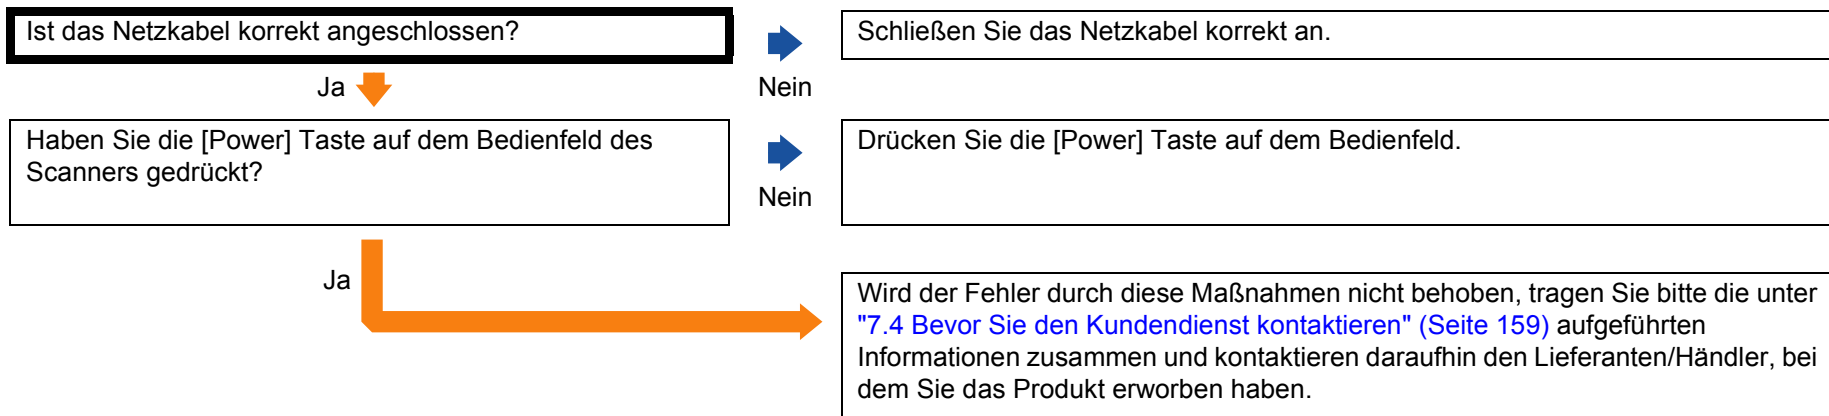 Ist das Netzkabel korrekt angeschlossen?
Schließen Sie das Netzkabel korrekt an.
Ja
Nein
Haben Sie die [Power] Taste auf dem Bedienfeld des
Scanners gedrückt?
Drücken Sie die [Power] Taste auf dem Bedienfeld.
Nein
Ja
Wird der Fehler durch diese Maßnahmen nicht behoben, tragen Sie bitte die unter
"7.4 Bevor Sie den Kundendienst kontaktieren" (Seite 159) aufgeführten
Informationen zusammen und kontaktieren daraufhin den Lieferanten/Händler, bei
dem Sie das Produkt erworben haben.